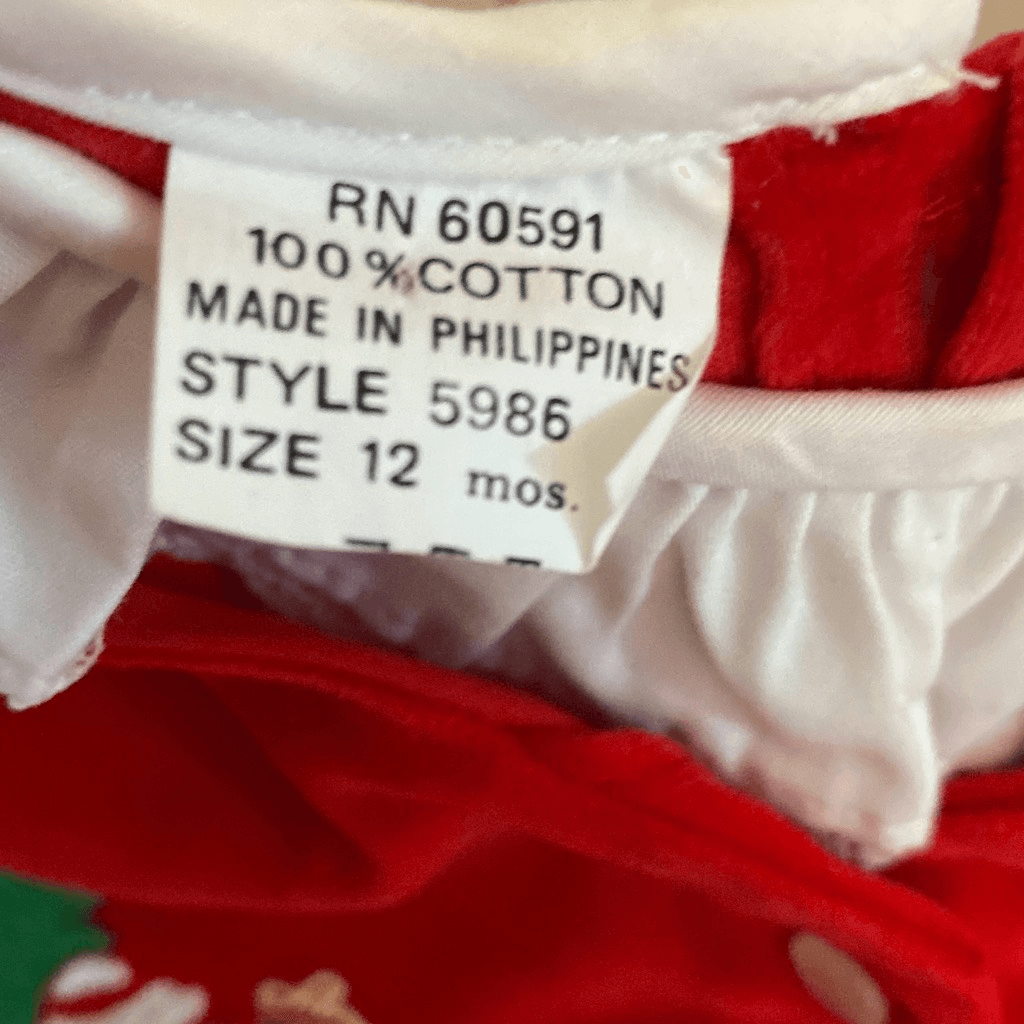 RN 60591
100% COTTON
MADE IN PHILIPPINES
STYLE 5986
SIZE 12 mos.